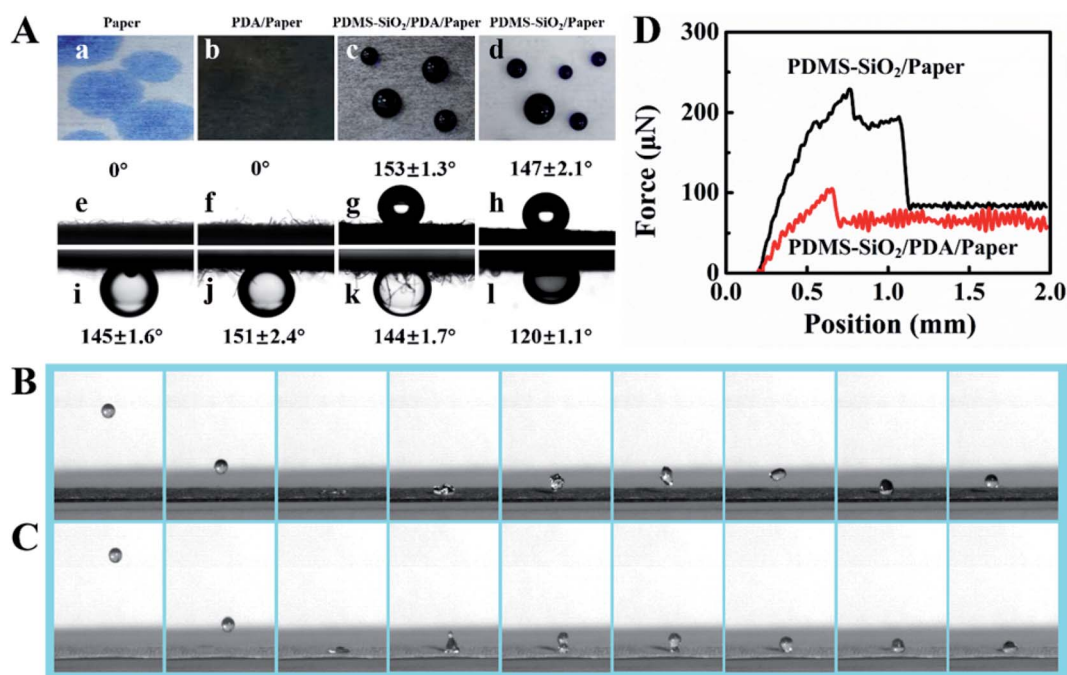 A
Paper
PDA/Paper
PDMS-SiO₂/PDA/Paper
PDMS-SiO₂/Paper
a
b
c
d
0°
0°
153±1.3°
147±2.1°
e
f
g
h
i
j
k
l
145±1.6°
151±2.4°
144±1.7°
120±1.1°
D
300
200
100
0
Force (µN)
PDMS-SiO₂/Paper
PDMS-SiO₂/PDA/Paper
0.0
0.5
1.0
1.5
2.0
Position (mm)
B
C